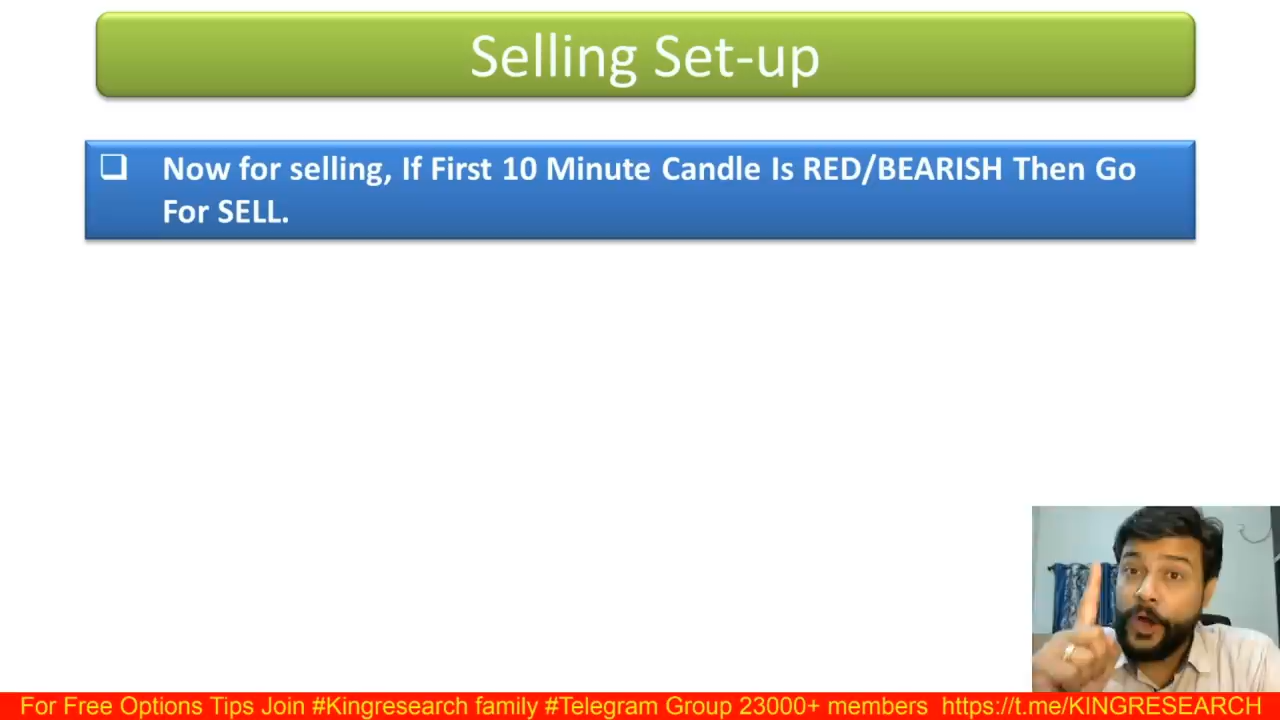 Selling Set-up
❑ Now for selling, If First 10 Minute Candle Is RED/BEARISH Then Go
For SELL.
For Free Options Tips Join #Kingresearch family #Telegram Group 23000+ members https://t.me/KINGRESEARCH